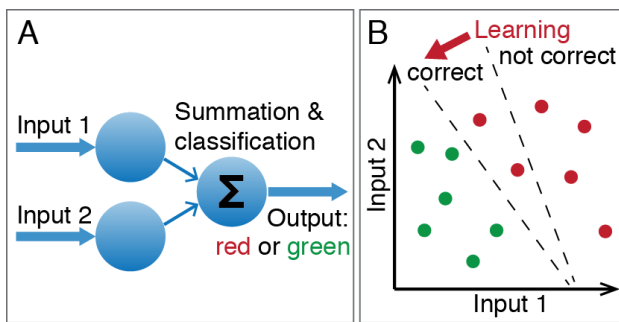 A
Input 1
Input 2
Summation &
classification
Σ
Output:
red or green
B
Learning
not correct
correct
Input 2
Input 1